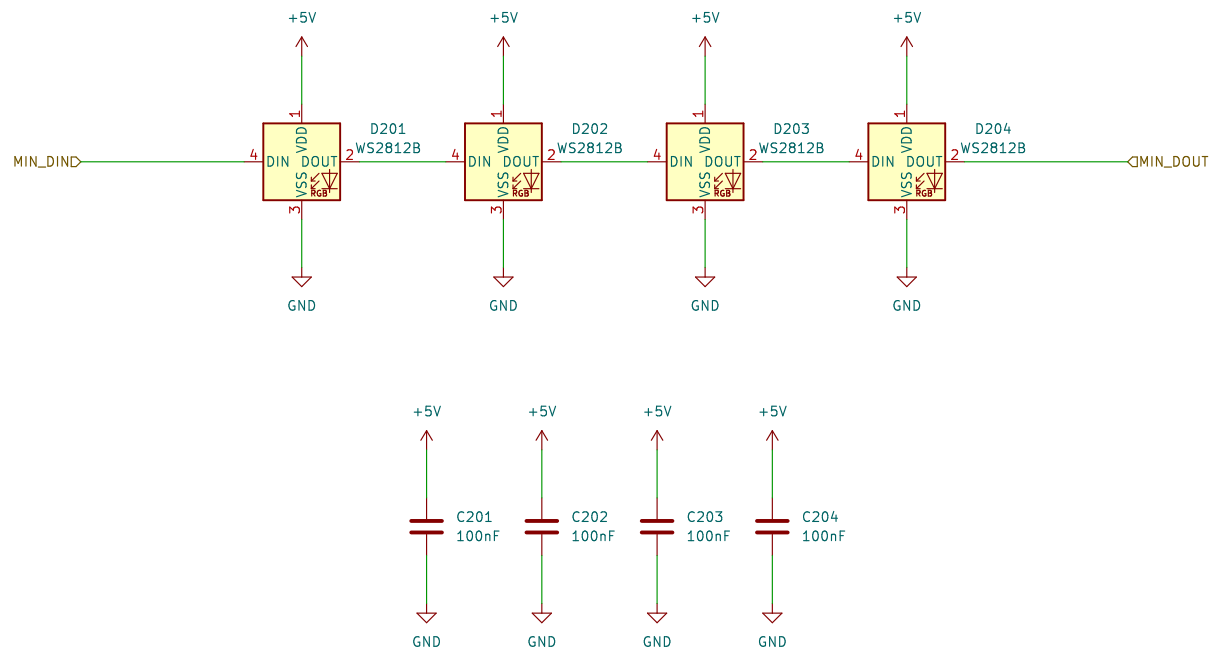 +5V +5V +5V +5V
1 1 1 1
D201 D202 D203 D204
WS2812B WS2812B WS2812B WS2812B
MIN_DIN 4 DIN VDD DOUT VSS RGB 2 4 DIN VDD DOUT VSS RGB 2 4 DIN VDD DOUT VSS RGB 2 4 DIN VDD DOUT VSS RGB 2 MIN_DOUT
3 3 3 3
GND GND GND GND
+5V +5V +5V +5V
C201 C202 C203 C204
100nF 100nF 100nF 100nF
GND GND GND GND